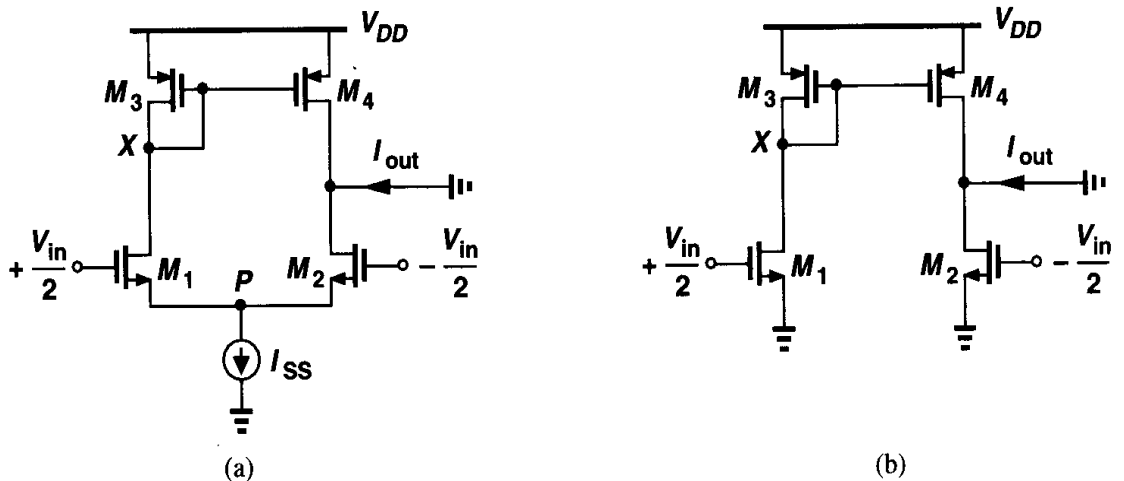 V_DD
M_3
M_4
X
I_out
+ V_in/2
M_1
P
M_2
- V_in/2
I_SS
(a)
V_DD
M_3
M_4
X
I_out
+ V_in/2
M_1
M_2
- V_in/2
(b)